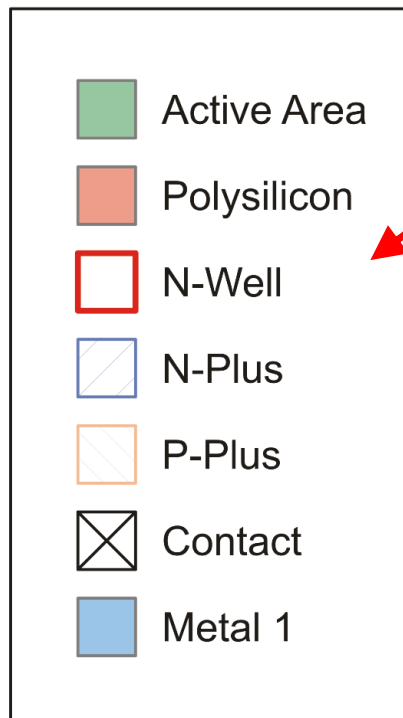 Active Area
Polysilicon
N-Well
N-Plus
P-Plus
Contact
Metal 1